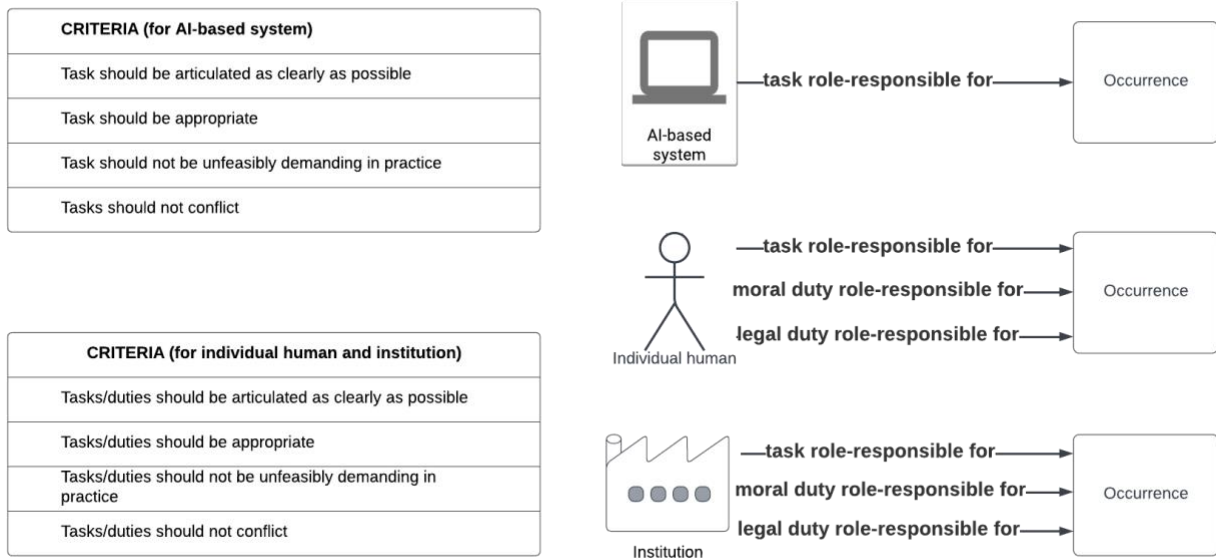 CRITERIA (for AI-based system)
Task should be articulated as clearly as possible
Task should be appropriate
Task should not be unfeasibly demanding in practice
Tasks should not conflict
CRITERIA (for individual human and institution)
Tasks/duties should be articulated as clearly as possible
Tasks/duties should be appropriate
Tasks/duties should not be unfeasibly demanding in
practice
Tasks/duties should not conflict
AI-based
system
task role-responsible for
Occurrence
Individual human
task role-responsible for
moral duty role-responsible for
legal duty role-responsible for
Occurrence
Institution
task role-responsible for
moral duty role-responsible for
legal duty role-responsible for
Occurrence